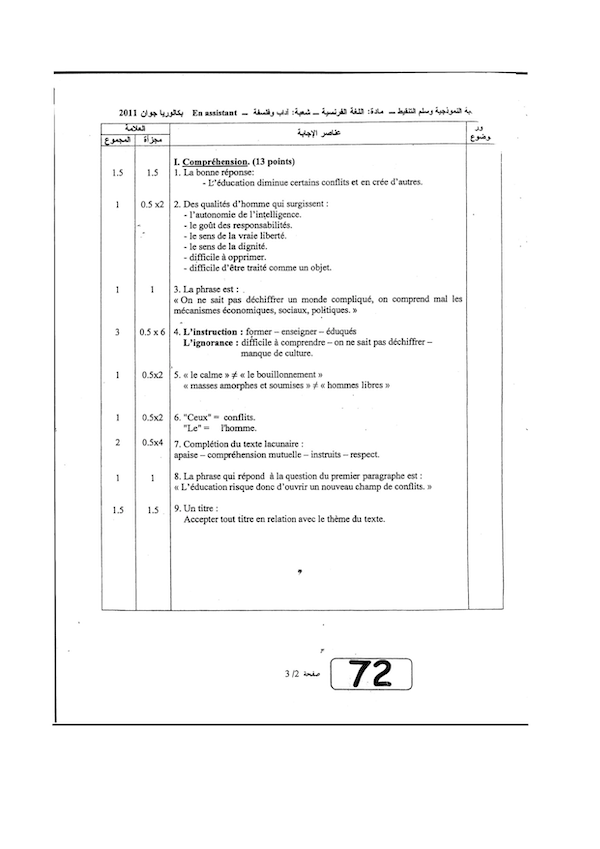 ية النموذجية وسلم التنقيط ــ مادة: اللغة الفرنسية ــ شعبة: آداب وفلسفة ــ En assistant بكالوريا جوان 2011
العلامة
عناصر الإجابة
ور
المجموع مجزأة
وضوع
I. Compréhension. (13 points)
1.5 1.5 1. La bonne réponse:
- L'éducation diminue certains conflits et en crée d'autres.
1 0.5 x2 2. Des qualités d'homme qui surgissent :
- l'autonomie de l'intelligence.
- le goût des responsabilités.
- le sens de la vraie liberté.
- le sens de la dignité.
- difficile à opprimer.
- difficile d'être traité comme un objet.
1 1 3. La phrase est :
« On ne sait pas déchiffrer un monde compliqué, on comprend mal les
mécanismes économiques, sociaux, politiques. »
3 0.5 x 6 4. L'instruction : former – enseigner – éduqués
L'ignorance : difficile à comprendre – on ne sait pas déchiffrer –
manque de culture.
1 0.5x2 5. « le calme » ≠ « le bouillonnement »
« masses amorphes et soumises » ≠ « hommes libres »
1 0.5x2 6. "Ceux" = conflits.
"Le" = l'homme.
2 0.5x4 7. Complétion du texte lacunaire :
apaise – compréhension mutuelle – instruits – respect.
1 1 8. La phrase qui répond à la question du premier paragraphe est :
« L'éducation risque donc d'ouvrir un nouveau champ de conflits. »
1.5 1.5 9. Un titre :
Accepter tout titre en relation avec le thème du texte.
صفحة 2/ 3
72